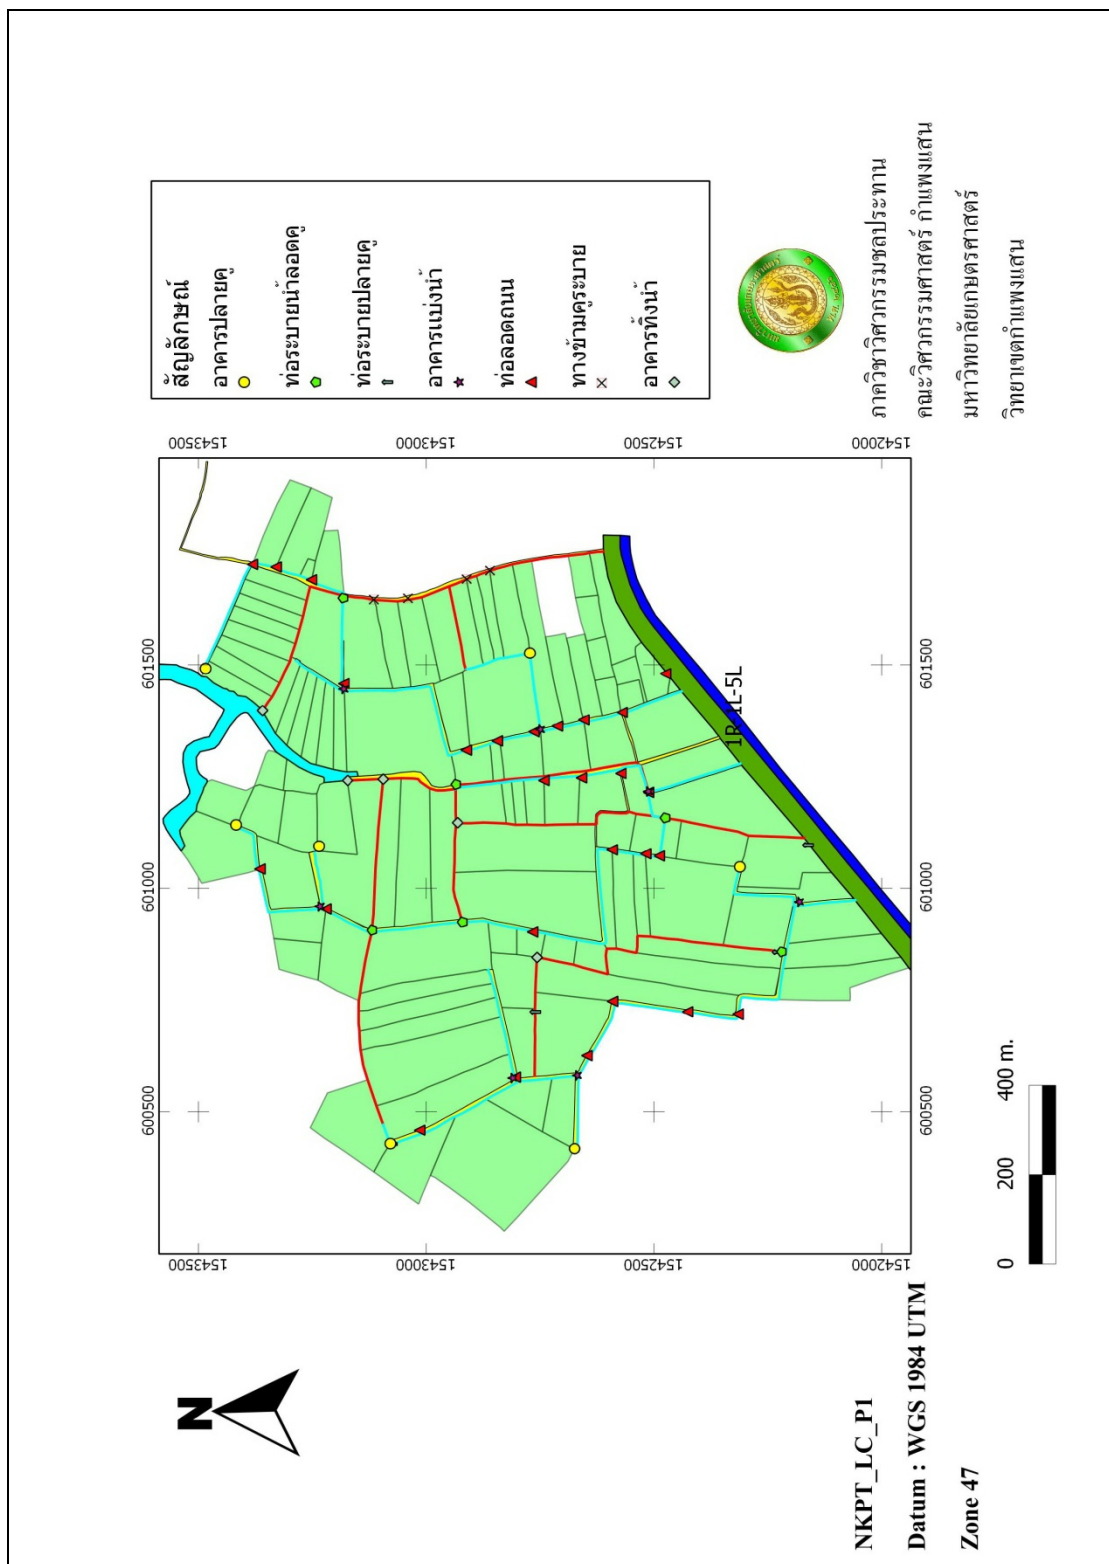 สัญลักษณ์
อาคารปลายคู
ท่อระบายน้ำลอดคู
ท่อระบายปลายคู
อาคารแบ่งน้ำ
ท่อลอดถนน
ทางข้ามคูระบาย
อาคารทิ้งน้ำ
ภาควิชาวิศวกรรมชลประทาน
คณะวิศวกรรมศาสตร์ กำแพงแสน
มหาวิทยาลัยเกษตรศาสตร์
วิทยาเขตกำแพงแสน
1543500
1543000
1542500
1542000
601500
601000
600500
601500
601000
600500
1543500
1543000
1542500
1542000
1R-1L-5L
0 200 400 m.
N
NKPT_LC_P1
Datum : WGS 1984 UTM
Zone 47